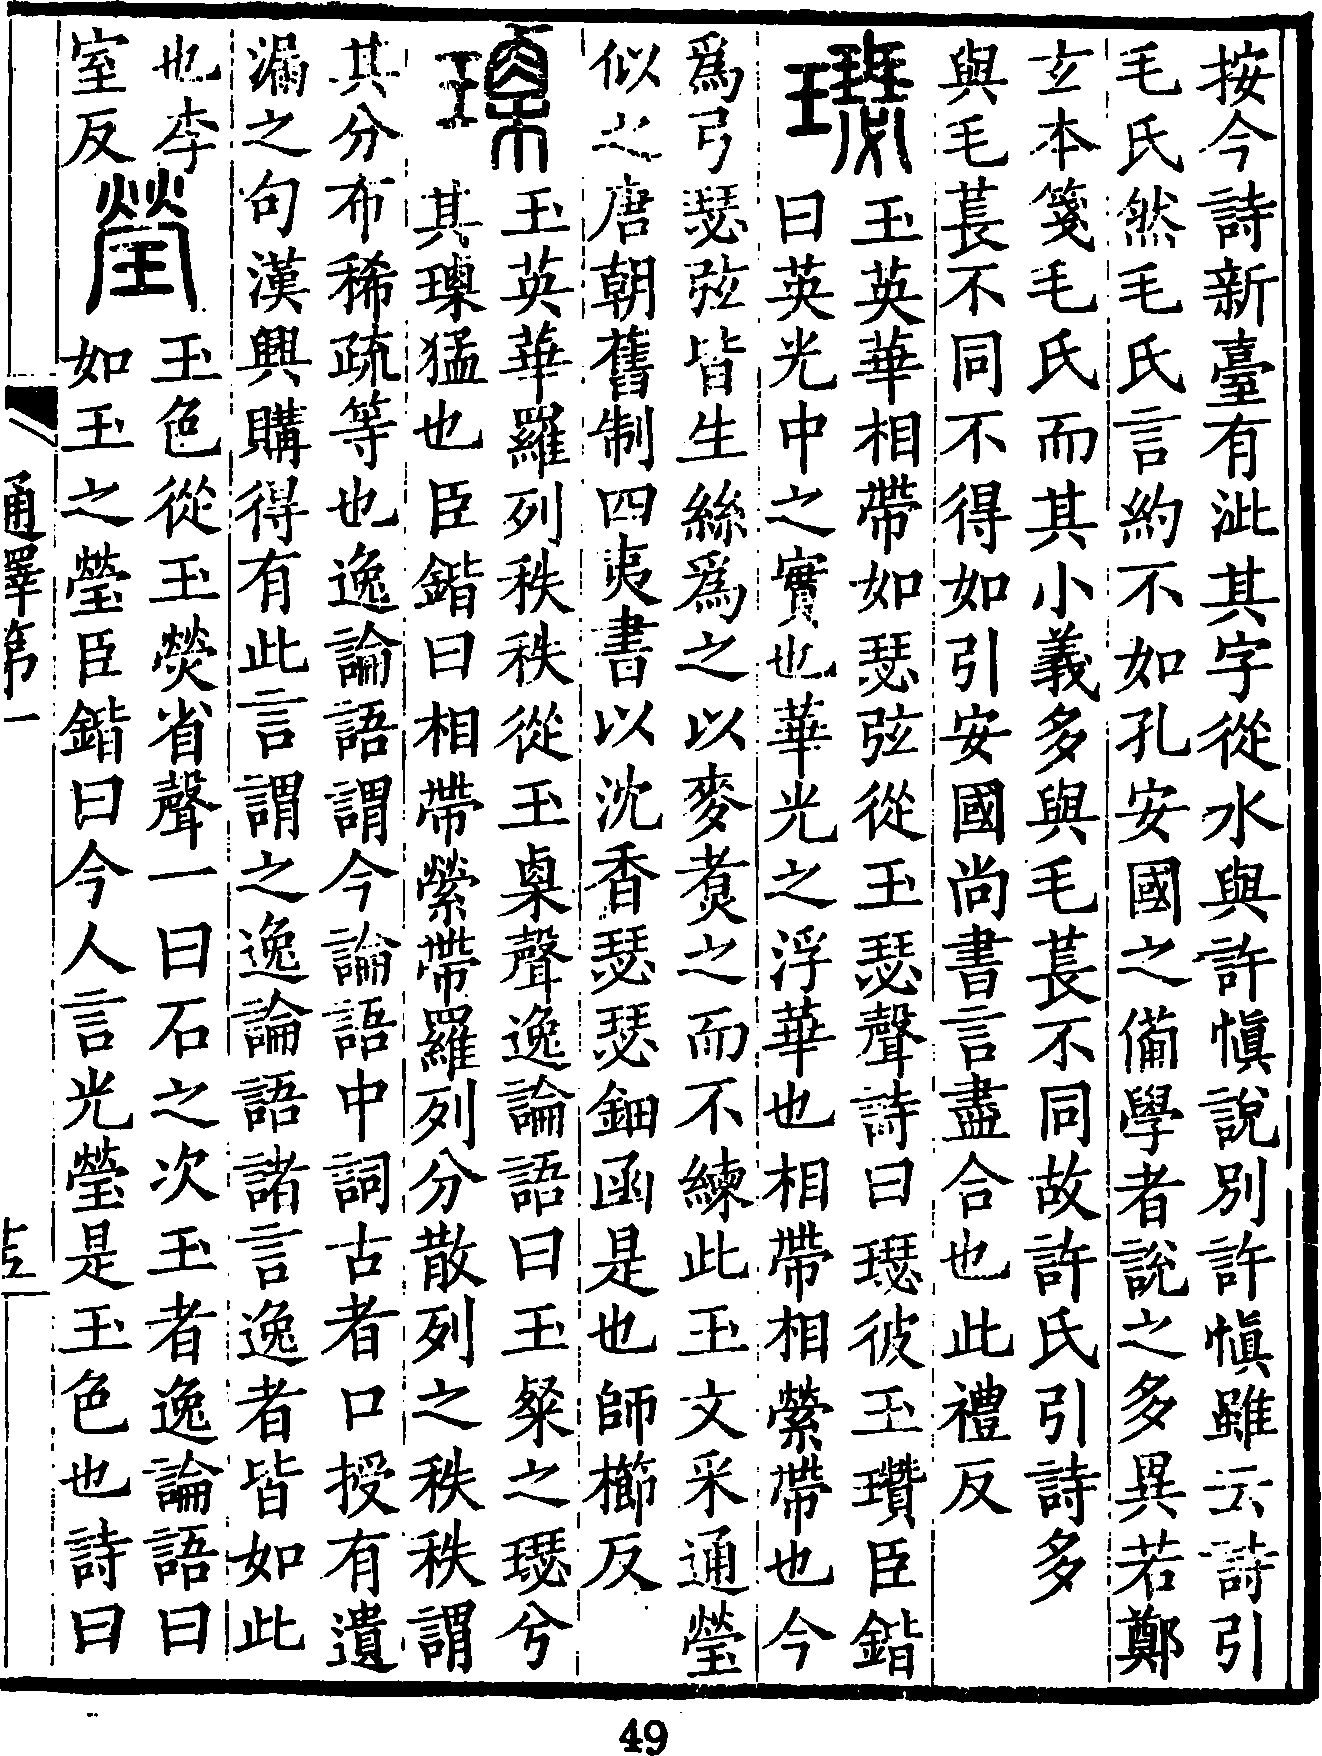 按今詩新臺有泚其字從水與許慎說別許慎雖云詩引
毛氏然毛氏言約不如孔安國之備學者說之多異若鄭
玄本箋毛氏而其小義多與毛萇不同故許氏引詩多
與毛萇不同不得如引安國尚書言盡合也此禮反
璱玉英華相帶如瑟弦從玉瑟聲詩曰璱彼玉瓚臣鍇
曰英光中之實也華光之浮華也相帶相縈帶也今
爲弓瑟弦皆生絲爲之以麥煑之而不練此玉文采通瑩
似之唐朝舊制四夷書以沈香瑟瑟鈿函是也師櫛反
瑮玉英華羅列秩秩從玉㮚聲逸論語曰玉粲之璱兮
其瑮猛也臣鍇曰相帶縈帶羅列分散列之秩秩謂
其分布稀疏等也逸論語謂今論語中詞古者口授有遺
漏之句漢興購得有此言謂之逸論語諸言逸者皆如此
也李玉色從玉熒省聲一曰石之次玉者逸論語曰
室反瑩如玉之瑩臣鍇曰今人言光瑩是玉色也詩曰
通釋第一
49